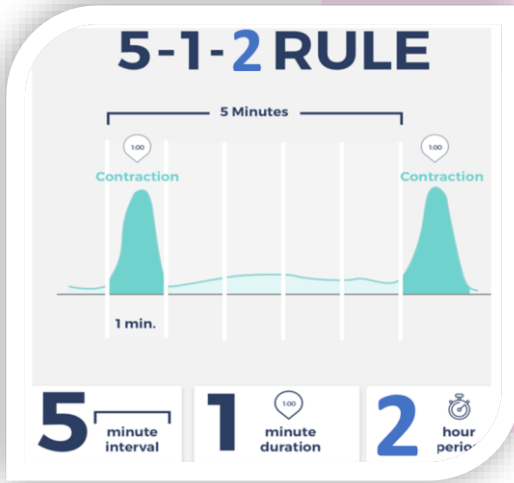 5-1-2 RULE
5 Minutes
1:00 1:00
Contraction Contraction
1 min.
5 minute interval
1 1:00 minute duration
2 hour perio